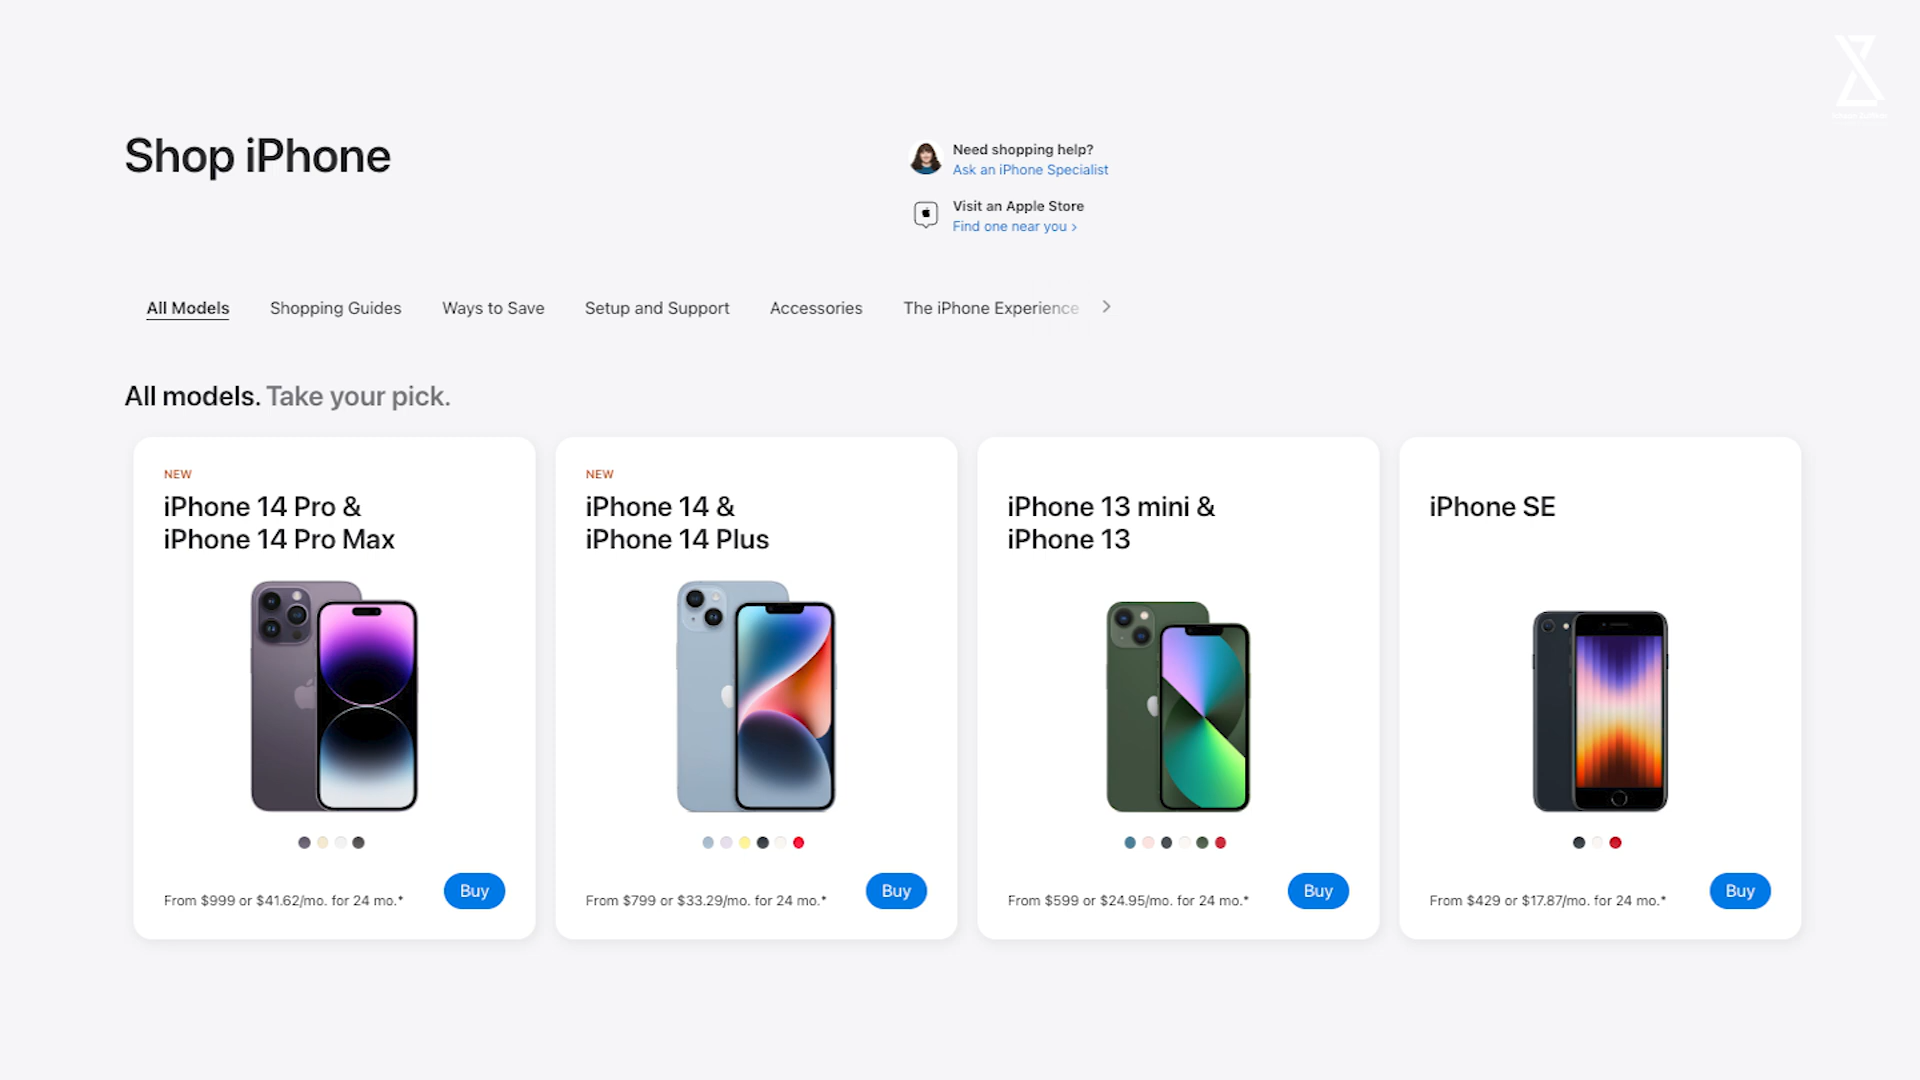 Shop iPhone
Need shopping help?
Ask an iPhone Specialist
Visit an Apple Store
Find one near you >
All Models
Shopping Guides
Ways to Save
Setup and Support
Accessories
The iPhone Experience
All models. Take your pick.
NEW
iPhone 14 Pro &
iPhone 14 Pro Max
From $999 or $41.62/mo. for 24 mo.*
Buy
NEW
iPhone 14 &
iPhone 14 Plus
From $799 or $33.29/mo. for 24 mo.*
Buy
iPhone 13 mini &
iPhone 13
From $599 or $24.95/mo. for 24 mo.*
Buy
iPhone SE
From $429 or $17.87/mo. for 24 mo.*
Buy